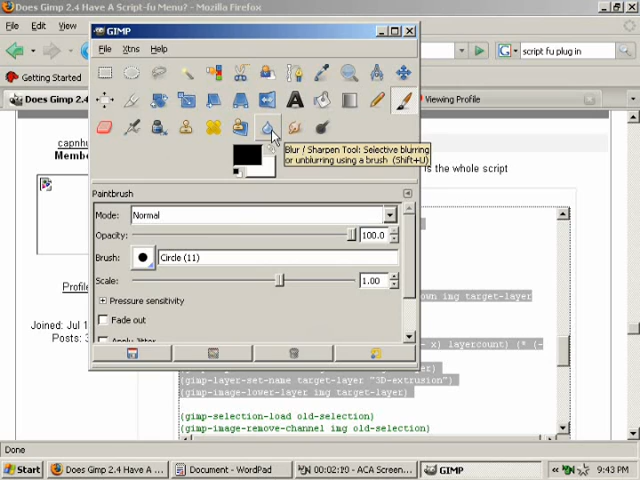 Does Gimp 2.4 Have A Script-fu Menu? - Mozilla Firefox
File Edit View
GIMP
File Xtns Help
script fu plug in
Getting Started
Does Gimp 2.4 Hav
Viewing Profile
capnhu
Membe
Blur / Sharpen Tool: Selective blurring
or unblurring using a brush (Shift+U)
is the whole script
Paintbrush
Mode: Normal
Opacity: 100.0
Brush: Circle (11)
Scale: 1.00
Pressure sensitivity
Fade out
Apply Jitter
Profile
Joined: Jul 1
Posts: 3
own img target-layer
- x) layercount) (* (-
(gimp-layer-set-name target-layer "3D-extrusion")
(gimp-image-lower-layer img target-layer)
(gimp-selection-load old-selection)
(gimp-image-remove-channel img old-selection)
Done
Start Does Gimp 2.4 Have A ... Document - WordPad 00:02:10 - ACA Screen... GIMP 9:43 PM